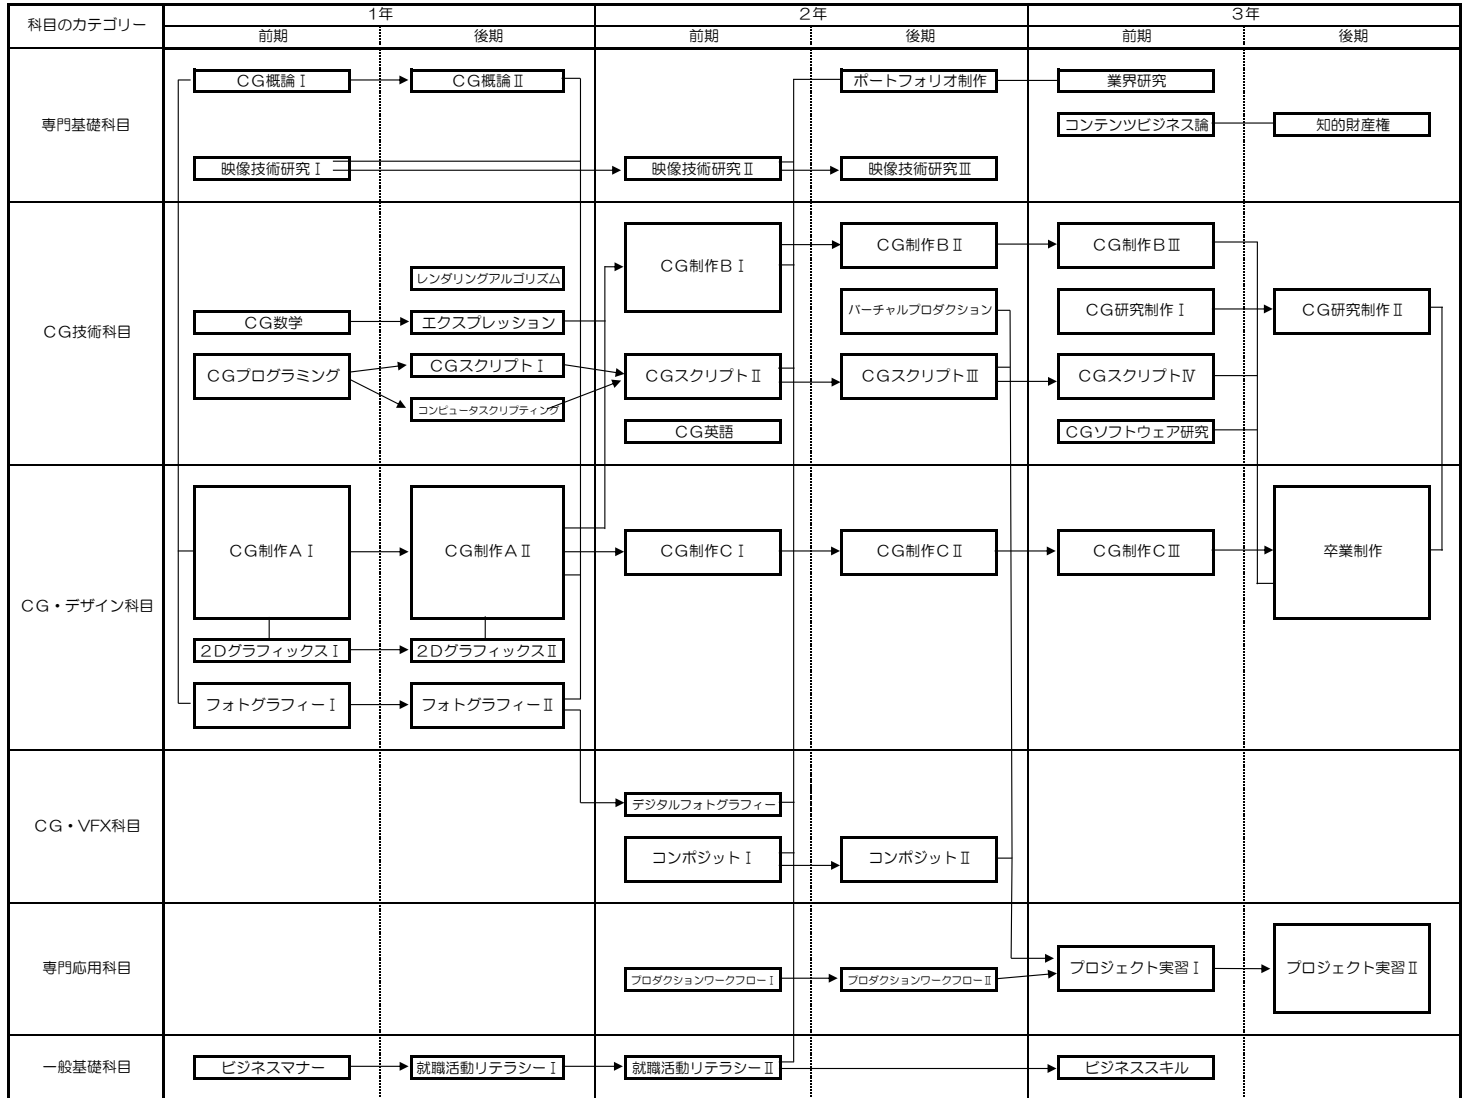 科目のカテゴリー
1年
2年
3年
前期
後期
前期
後期
前期
後期
専門基礎科目
CG概論Ⅰ
CG概論Ⅱ
ポートフォリオ制作
業界研究
コンテンツビジネス論
知的財産権
映像技術研究Ⅰ
映像技術研究Ⅱ
映像技術研究Ⅲ
CG技術科目
CG制作BⅠ
CG制作BⅡ
CG制作BⅢ
レンダリングアルゴリズム
バーチャルプロダクション
CG研究制作Ⅰ
CG研究制作Ⅱ
CG数学
エクスプレッション
CGプログラミング
CGスクリプトⅠ
CGスクリプトⅡ
CGスクリプトⅢ
CGスクリプトⅣ
コンピュータスクリプティング
CG英語
CGソフトウェア研究
CG・デザイン科目
CG制作AⅠ
CG制作AⅡ
CG制作CⅠ
CG制作CⅡ
CG制作CⅢ
卒業制作
2DグラフィックスⅠ
2DグラフィックスⅡ
フォトグラフィーⅠ
フォトグラフィーⅡ
CG・VFX科目
デジタルフォトグラフィー
コンポジットⅠ
コンポジットⅡ
専門応用科目
プロダクションワークフローⅠ
プロダクションワークフローⅡ
プロジェクト実習Ⅰ
プロジェクト実習Ⅱ
一般基礎科目
ビジネスマナー
就職活動リテラシーⅠ
就職活動リテラシーⅡ
ビジネススキル